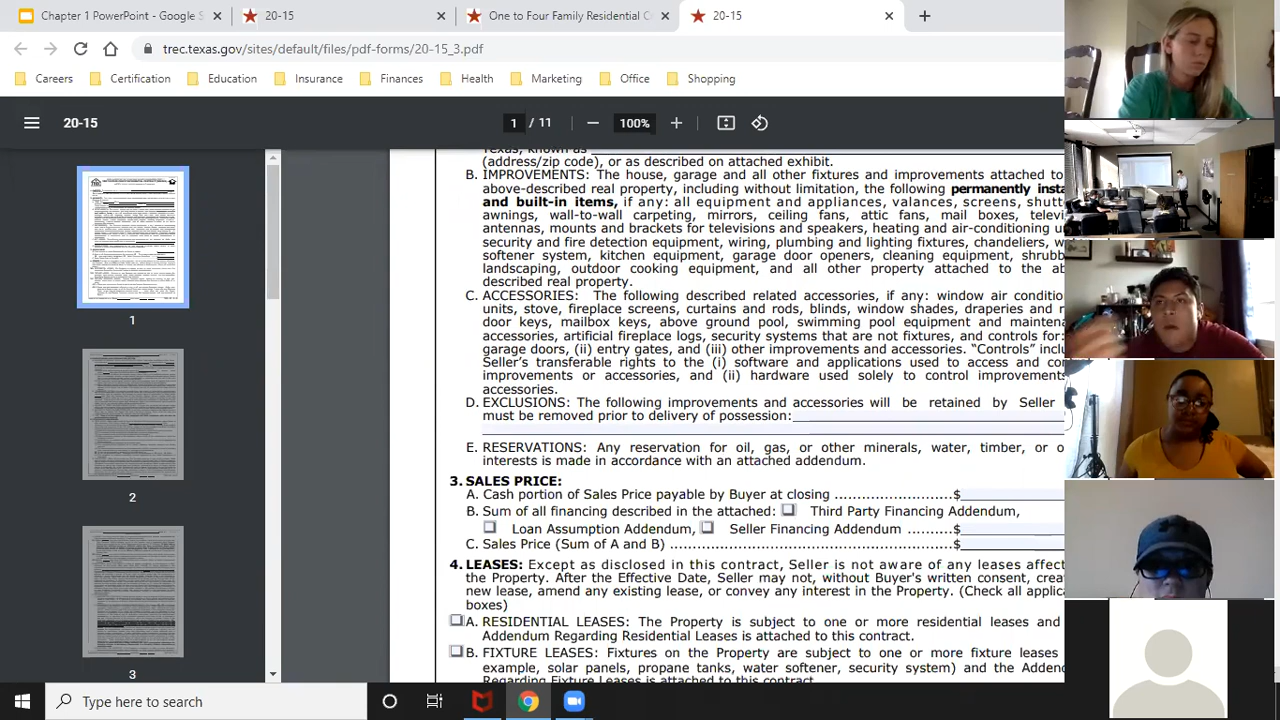 Chapter 1 PowerPoint - Google S
20-15
One to Four Family Residential C
20-15
trec.texas.gov/sites/default/files/pdf-forms/20-15_3.pdf
Careers Certification Education Insurance Finances Health Marketing Office Shopping
20-15
1 / 11
100%
(address/zip code), or as described on attached exhibit.
B. IMPROVEMENTS: The house, garage and all other fixtures and improvements attached to
above-described real property, including without limitation, the following permanently insta
and built-in items, if any: all equipment and appliances, valances, screens, shutt
awnings, wall-to-wall carpeting, mirrors, ceiling fans, attic fans, mail boxes, televi
antennas, mounts and brackets for televisions and speakers, heating and air-conditioning u
security and fire detection equipment, wiring, plumbing and lighting fixtures, chandeliers, w
softener system, kitchen equipment, garage door openers, cleaning equipment, shrubb
landscaping, outdoor cooking equipment, and all other property attached to the ab
described real property.
C. ACCESSORIES: The following described related accessories, if any: window air conditio
units, stove, fireplace screens, curtains and rods, blinds, window shades, draperies and r
door keys, mailbox keys, above ground pool, swimming pool equipment and maintena
accessories, artificial fireplace logs, security systems that are not fixtures, and controls for:
garage doors, (ii) entry gates, and (iii) other improvements and accessories. "Controls" inclu
Seller's transferable rights to the (i) software and applications used to access and co
improvements or accessories, and (ii) hardware used solely to control improvements
accessories.
D. EXCLUSIONS: The following improvements and accessories will be retained by Seller
must be removed prior to delivery of possession:
E. RESERVATIONS: Any reservation for oil, gas, or other minerals, water, timber, or o
interests is made in accordance with an attached addendum.
3. SALES PRICE:
A. Cash portion of Sales Price payable by Buyer at closing ..........................$
B. Sum of all financing described in the attached: Third Party Financing Addendum,
Loan Assumption Addendum, Seller Financing Addendum ..........$
C. Sales Price (Sum of A and B) ..............................................................$
4. LEASES: Except as disclosed in this contract, Seller is not aware of any leases affect
the Property. After the Effective Date, Seller may not, without Buyer's written consent, crea
new lease, amend any existing lease, or convey any interest in the Property. (Check all applic
boxes)
A. RESIDENTIAL LEASES: The Property is subject to one or more residential leases and
Addendum Regarding Residential Leases is attached to this contract.
B. FIXTURE LEASES: Fixtures on the Property are subject to one or more fixture leases
example, solar panels, propane tanks, water softener, security system) and the Adden
Regarding Fixture Leases is attached to this contract.
1
2
3
Type here to search